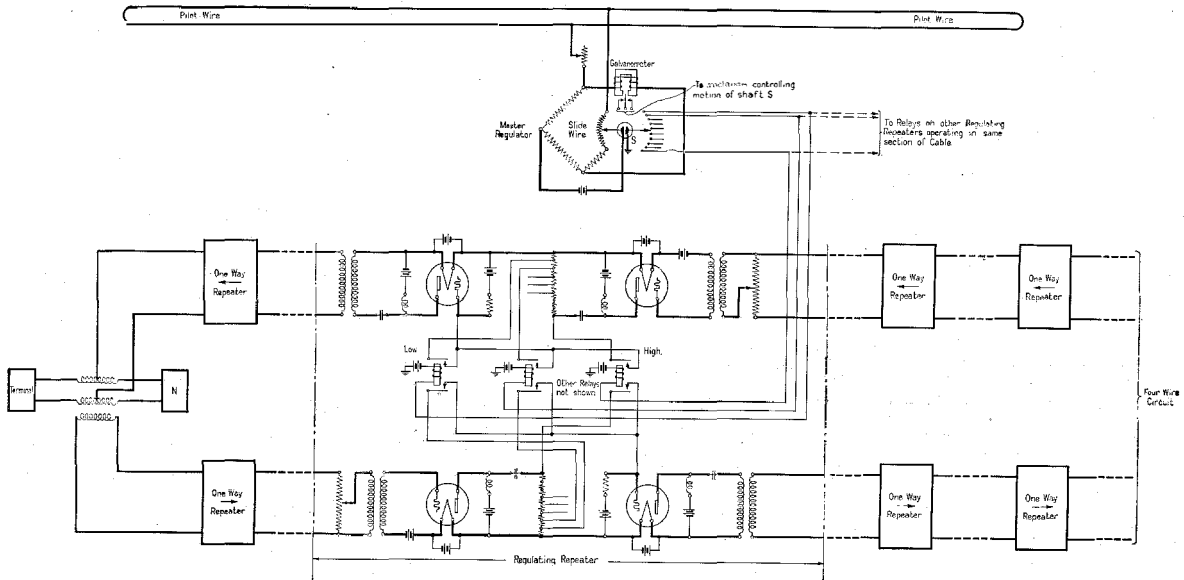 Pilot Wire
Pilot Wire
Galvanometer
To mechanism controlling
motion of shaft S
Master
Regulator
Slide
Wire
S
To Relays on other Regulating
Repeaters operating in same
section of Cable
One Way
Repeater
One Way
Repeater
One Way
Repeater
Low
High
Other Relays
not shown
Terminal
N
Four Wire
Circuit
One Way
Repeater
One Way
Repeater
One Way
Repeater
Regulating Repeater